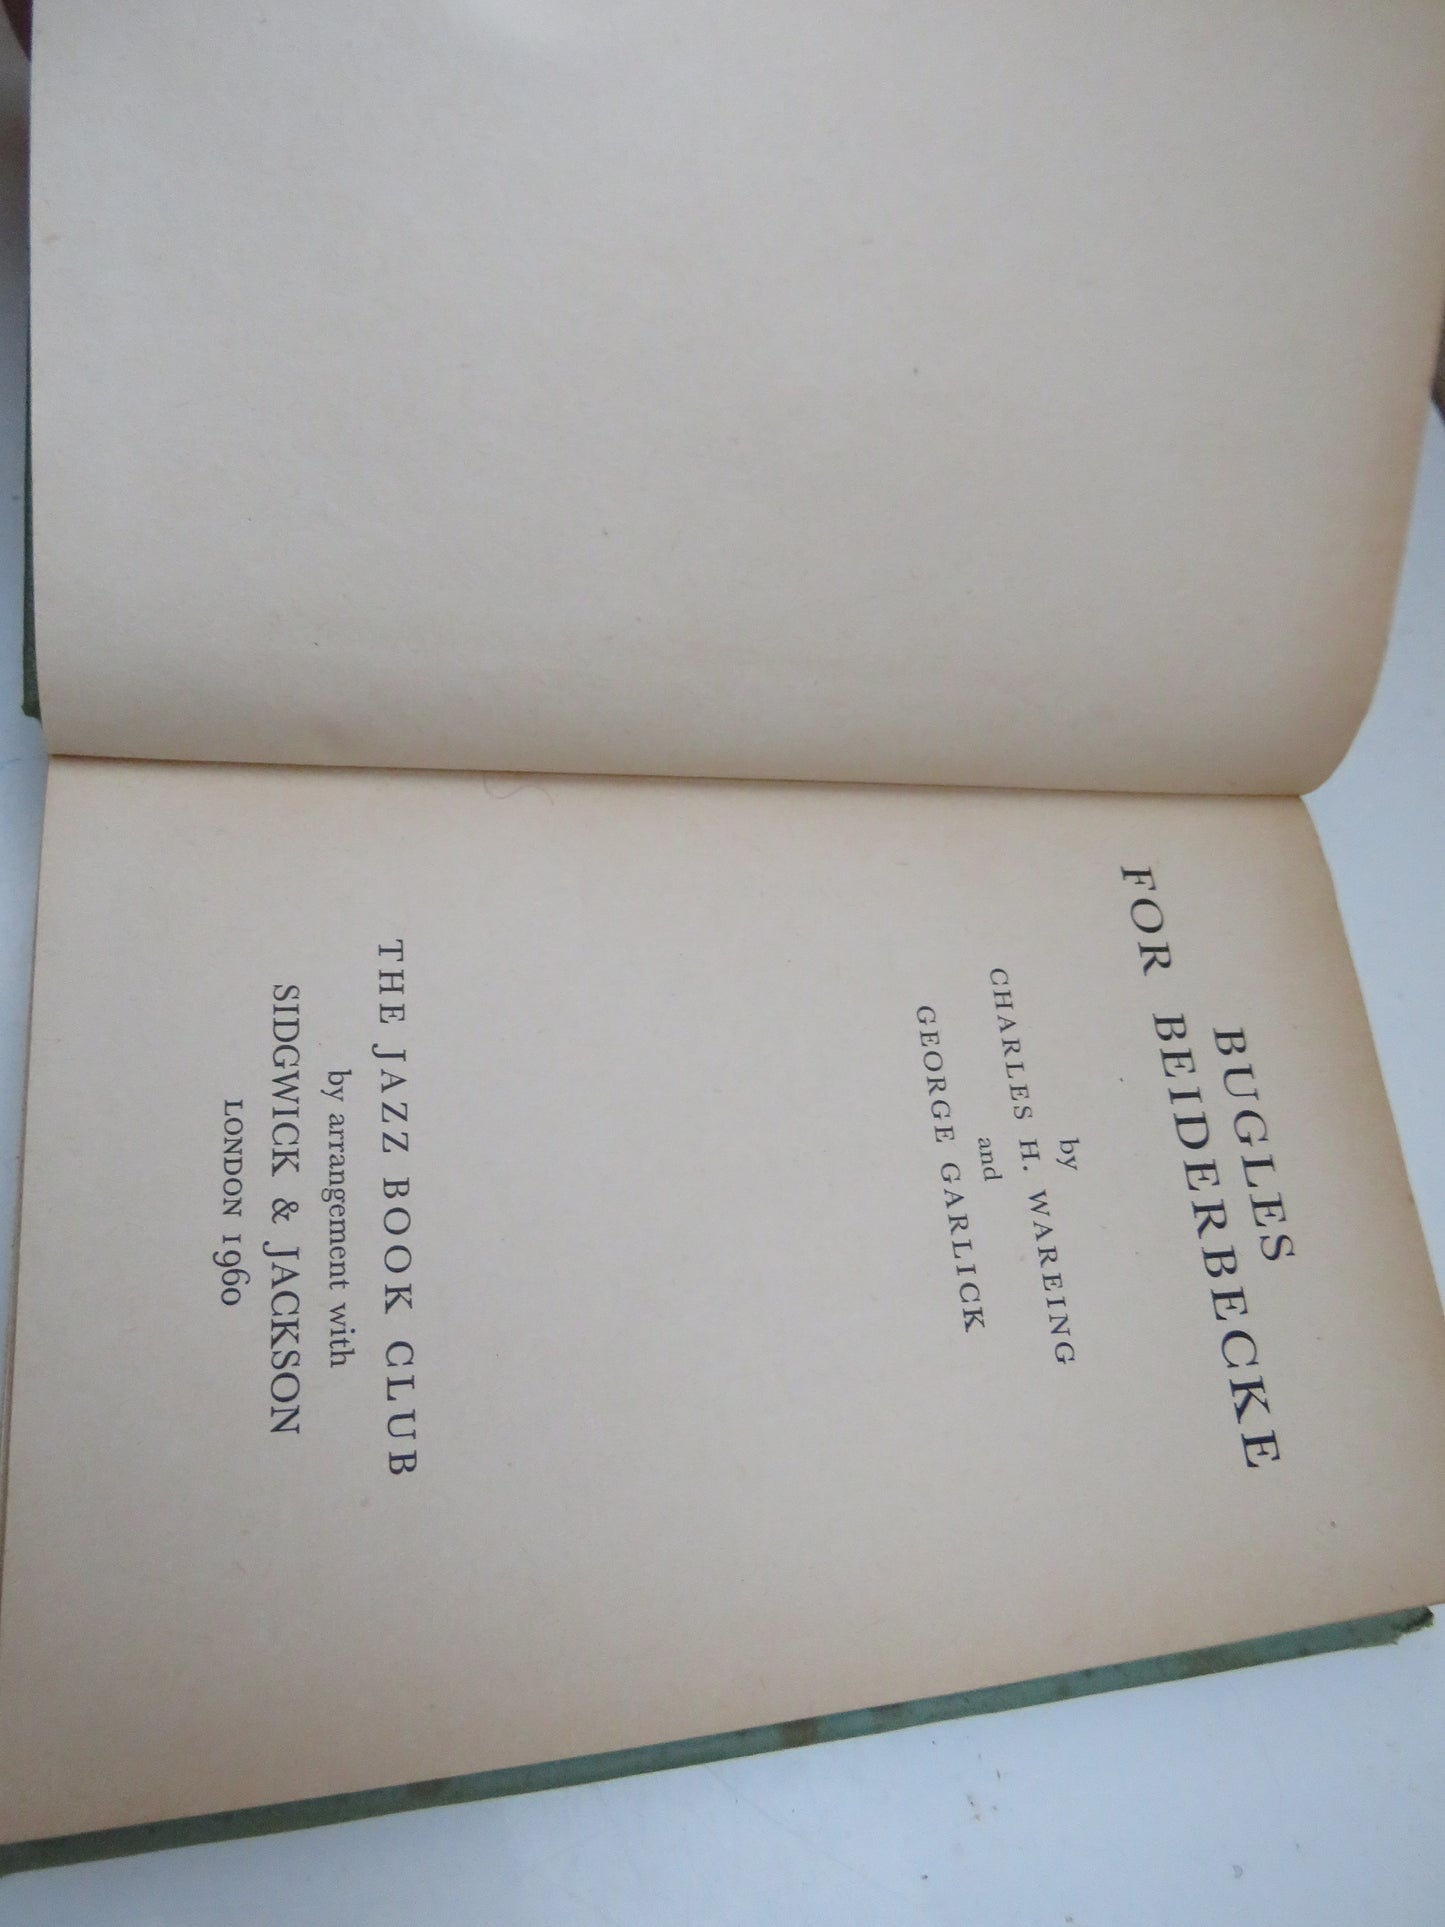 BUGLES
FOR BEIDERBECKE
by
CHARLES H. WAREING
and
GEORGE GARLICK
THE JAZZ BOOK CLUB
by arrangement with
SIDGWICK & JACKSON
LONDON 1960